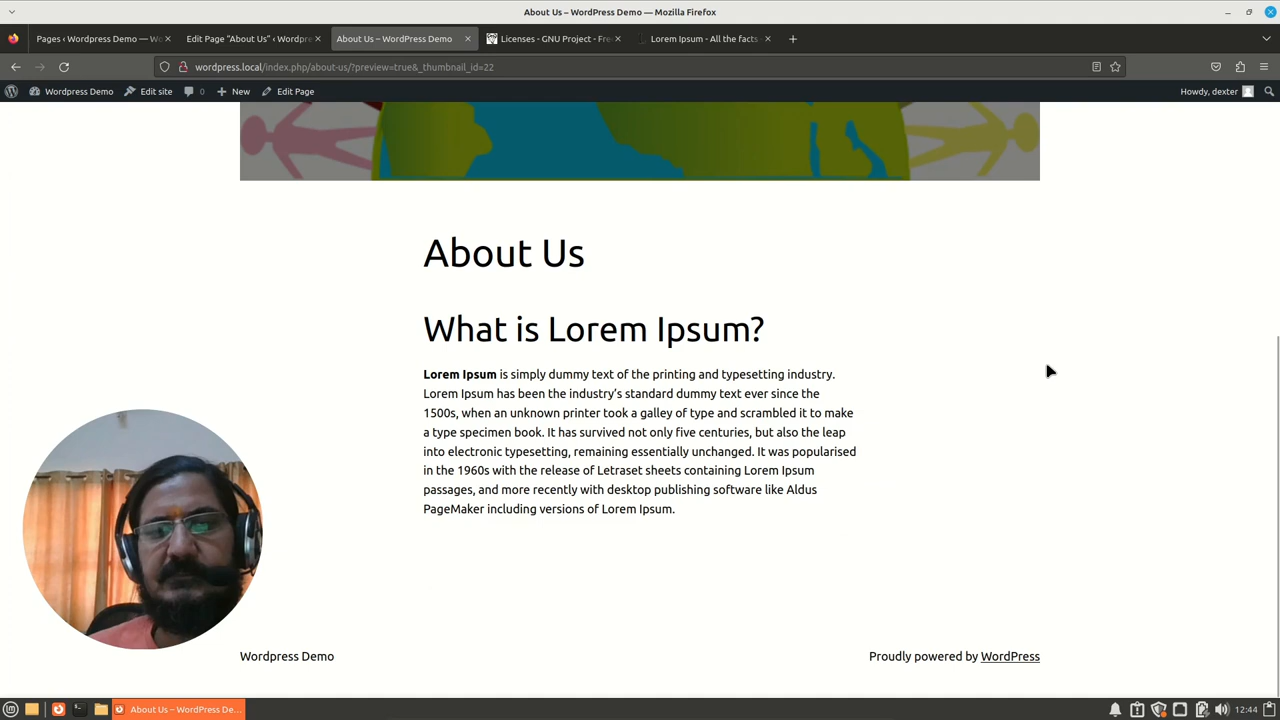 About Us – WordPress Demo — Mozilla Firefox
Pages ‹ Wordpress Demo — Wo
Edit Page “About Us” ‹ Wordpr
About Us – WordPress Demo
Licenses - GNU Project - Fre
Lorem Ipsum - All the facts
wordpress.local/index.php/about-us/?preview=true&_thumbnail_id=22
Wordpress Demo
Edit site
0
New
Edit Page
Howdy, dexter
About Us
What is Lorem Ipsum?
Lorem Ipsum is simply dummy text of the printing and typesetting industry.
Lorem Ipsum has been the industry’s standard dummy text ever since the
1500s, when an unknown printer took a galley of type and scrambled it to make
a type specimen book. It has survived not only five centuries, but also the leap
into electronic typesetting, remaining essentially unchanged. It was popularised
in the 1960s with the release of Letraset sheets containing Lorem Ipsum
passages, and more recently with desktop publishing software like Aldus
PageMaker including versions of Lorem Ipsum.
Wordpress Demo
Proudly powered by WordPress
About Us – WordPress De...
12:44